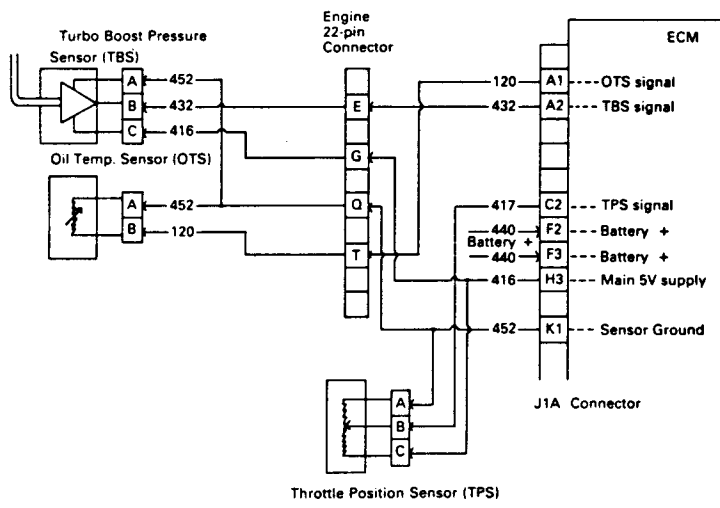 Engine
22-pin
Connector
ECM
Turbo Boost Pressure
Sensor (TBS)
A 452
B 432
C 416
E
G
Q
T
120 A1 OTS signal
432 A2 TBS signal
Oil Temp. Sensor (OTS)
A 452
B 120
417 C2 TPS signal
440 F2 Battery +
Battery +
440 F3 Battery +
416 H3 Main 5V supply
452 K1 Sensor Ground
A
B
C
J1A Connector
Throttle Position Sensor (TPS)